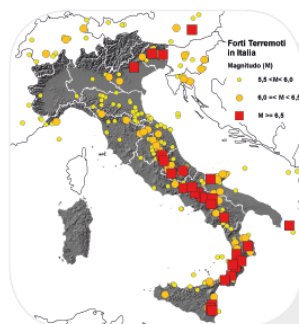 Forti Terremoti
in Italia
Magnitudo (M)
5,5 <M< 6,0
6,0 =< M < 6,5
M >= 6,5